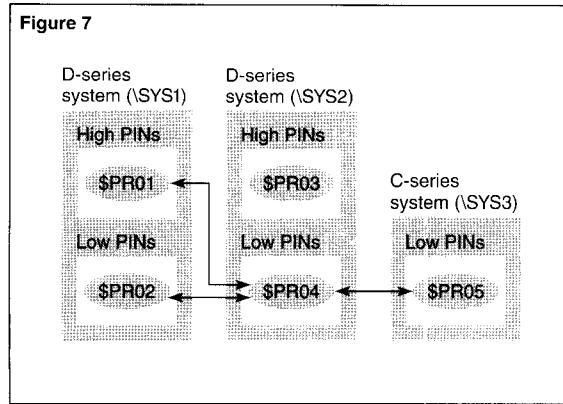 Figure 7
D-series
system (\SYS1)
D-series
system (\SYS2)
High PINs
High PINs
$PR01
$PR03
C-series
system (\SYS3)
Low PINs
Low PINs
Low PINs
$PR02
$PR04
$PR05